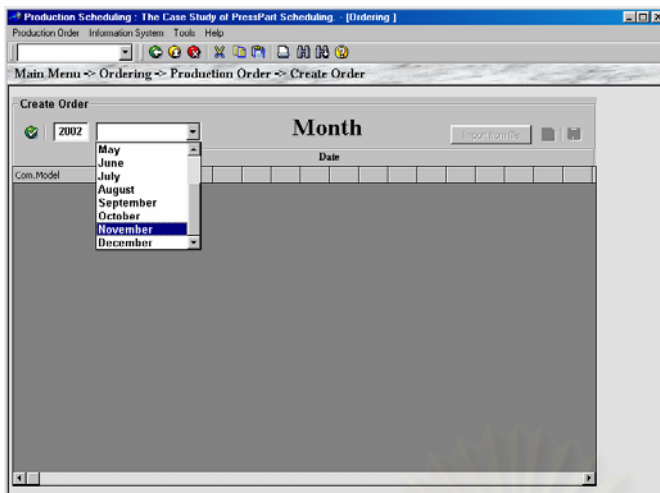 Production Scheduling : The Case Study of PressPart Scheduling. - [Ordering ]
Production Order Information System Tools Help
Main Menu -> Ordering -> Production Order -> Create Order
Create Order
2002
Month
Import from file
Date
Com.Model
May
June
July
August
September
October
November
December